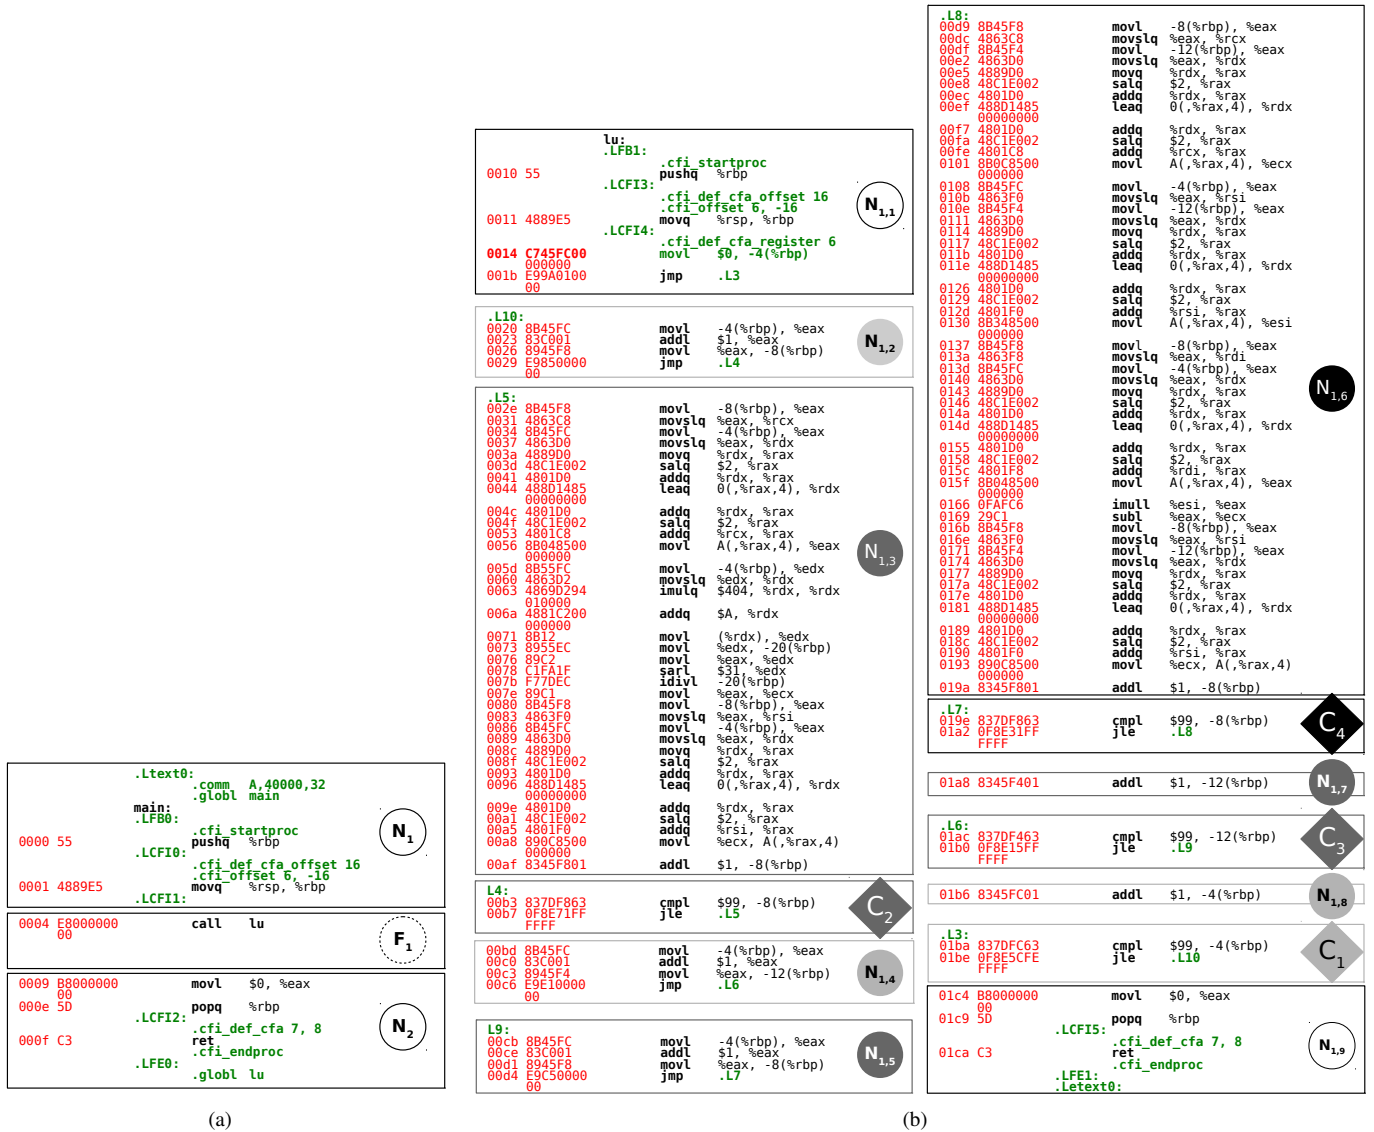 .Ltext0:
.comm A,40000,32
.globl main
main:
.LFB0:
.cfi_startproc
0000 55 pushq %rbp
.LCFI0:
.cfi_def_cfa_offset 16
.cfi_offset 6, -16
0001 4889E5 movq %rsp, %rbp
.LCFI1:
N1
0004 E8000000 call lu
00
F1
0009 B8000000 movl $0, %eax
00
000e 5D popq %rbp
.LCFI2:
.cfi_def_cfa 7, 8
000f C3 ret
.cfi_endproc
.LFE0:
.globl lu
N2
(a)
lu:
.LFB1:
.cfi_startproc
0010 55 pushq %rbp
.LCFI3:
.cfi_def_cfa_offset 16
.cfi_offset 6, -16
0011 4889E5 movq %rsp, %rbp
.LCFI4:
.cfi_def_cfa_register 6
0014 C745FC00 movl $0, -4(%rbp)
000000
001b E99A0100 jmp .L3
00
N1,1
.L10:
0020 8B45FC movl -4(%rbp), %eax
0023 83C001 addl $1, %eax
0026 8945F8 movl %eax, -8(%rbp)
0029 E9850000 jmp .L4
00
N1,2
.L5:
002e 8B45F8 movl -8(%rbp), %eax
0031 4863C8 movslq %eax, %rcx
0034 8B45FC movl -4(%rbp), %eax
0037 4863D0 movslq %eax, %rdx
003a 4889D0 movq %rdx, %rax
003d 48C1E002 salq $2, %rax
0041 4801D0 addq %rdx, %rax
0044 488D1485 leaq 0(,%rax,4), %rdx
00000000
004c 4801D0 addq %rdx, %rax
004f 48C1E002 salq $2, %rax
0053 4801C8 addq %rcx, %rax
0056 8B048500 movl A(,%rax,4), %eax
000000
005d 8B55FC movl -4(%rbp), %edx
0060 4863D2 movslq %edx, %rdx
0063 4869D294 imulq $404, %rdx, %rdx
010000
006a 4881C200 addq $A, %rdx
000000
0071 8B12 movl (%rdx), %edx
0073 8955EC movl %edx, -20(%rbp)
0076 89C2 movl %eax, %edx
0078 C1FA1F sarl $31, %edx
007b F77DEC idivl -20(%rbp)
007e 89C1 movl %eax, %ecx
0080 8B45F8 movl -8(%rbp), %eax
0083 4863F0 movslq %eax, %rsi
0086 8B45FC movl -4(%rbp), %eax
0089 4863D0 movslq %eax, %rdx
008c 4889D0 movq %rdx, %rax
008f 48C1E002 salq $2, %rax
0093 4801D0 addq %rdx, %rax
0096 488D1485 leaq 0(,%rax,4), %rdx
00000000
009e 4801D0 addq %rdx, %rax
00a1 48C1E002 salq $2, %rax
00a5 4801F0 addq %rsi, %rax
00a8 890C8500 movl %ecx, A(,%rax,4)
000000
00af 8345F801 addl $1, -8(%rbp)
N1,3
L4:
00b3 837DF863 cmpl $99, -8(%rbp)
00b7 0F8E71FF jle .L5
FFFF
C2
00bd 8B45FC movl -4(%rbp), %eax
00c0 83C001 addl $1, %eax
00c3 8945F4 movl %eax, -12(%rbp)
00c6 E9E10000 jmp .L6
00
N1,4
L9:
00cb 8B45FC movl -4(%rbp), %eax
00ce 83C001 addl $1, %eax
00d1 8945F8 movl %eax, -8(%rbp)
00d4 E9C50000 jmp .L7
00
N1,5
.L8:
00d9 8B45F8 movl -8(%rbp), %eax
00dc 4863C8 movslq %eax, %rcx
00df 8B45F4 movl -12(%rbp), %eax
00e2 4863D0 movslq %eax, %rdx
00e5 4889D0 movq %rdx, %rax
00e8 48C1E002 salq $2, %rax
00ec 4801D0 addq %rdx, %rax
00ef 488D1485 leaq 0(,%rax,4), %rdx
00000000
00f7 4801D0 addq %rdx, %rax
00fa 48C1E002 salq $2, %rax
00fe 4801C8 addq %rcx, %rax
0101 8B0C8500 movl A(,%rax,4), %ecx
000000
0108 8B45FC movl -4(%rbp), %eax
010b 4863F0 movslq %eax, %rsi
010e 8B45F4 movl -12(%rbp), %eax
0111 4863D0 movslq %eax, %rdx
0114 4889D0 movq %rdx, %rax
0117 48C1E002 salq $2, %rax
011b 4801D0 addq %rdx, %rax
011e 488D1485 leaq 0(,%rax,4), %rdx
00000000
0126 4801D0 addq %rdx, %rax
0129 48C1E002 salq $2, %rax
012d 4801F0 addq %rsi, %rax
0130 8B348500 movl A(,%rax,4), %esi
000000
0137 8B45F8 movl -8(%rbp), %eax
013a 4863F8 movslq %eax, %rdi
013d 8B45FC movl -4(%rbp), %eax
0140 4863D0 movslq %eax, %rdx
0143 4889D0 movq %rdx, %rax
0146 48C1E002 salq $2, %rax
014a 4801D0 addq %rdx, %rax
014d 488D1485 leaq 0(,%rax,4), %rdx
00000000
0155 4801D0 addq %rdx, %rax
0158 48C1E002 salq $2, %rax
015c 4801F8 addq %rdi, %rax
015f 8B048500 movl A(,%rax,4), %eax
000000
0166 0FAFC6 imull %esi, %eax
0169 29C1 subl %eax, %ecx
016b 8B45F8 movl -8(%rbp), %eax
016e 4863F0 movslq %eax, %rsi
0171 8B45F4 movl -12(%rbp), %eax
0174 4863D0 movslq %eax, %rdx
0177 4889D0 movq %rdx, %rax
017a 48C1E002 salq $2, %rax
017e 4801D0 addq %rdx, %rax
0181 488D1485 leaq 0(,%rax,4), %rdx
00000000
0189 4801D0 addq %rdx, %rax
018c 48C1E002 salq $2, %rax
0190 4801F0 addq %rsi, %rax
0193 890C8500 movl %ecx, A(,%rax,4)
000000
019a 8345F801 addl $1, -8(%rbp)
N1,6
.L7:
019e 837DF863 cmpl $99, -8(%rbp)
01a2 0F8E31FF jle .L8
FFFF
C4
01a8 8345F401 addl $1, -12(%rbp)
N1,7
.L6:
01ac 837DF463 cmpl $99, -12(%rbp)
01b0 0F8E15FF jle .L9
FFFF
C3
01b6 8345FC01 addl $1, -4(%rbp)
N1,8
.L3:
01ba 837DFC63 cmpl $99, -4(%rbp)
01be 0F8E5CFE jle .L10
FFFF
C1
01c4 B8000000 movl $0, %eax
00
01c9 5D popq %rbp
.LCFI5:
.cfi_def_cfa 7, 8
01ca C3 ret
.cfi_endproc
.LFE1:
.Letext0:
N1,9
(b)